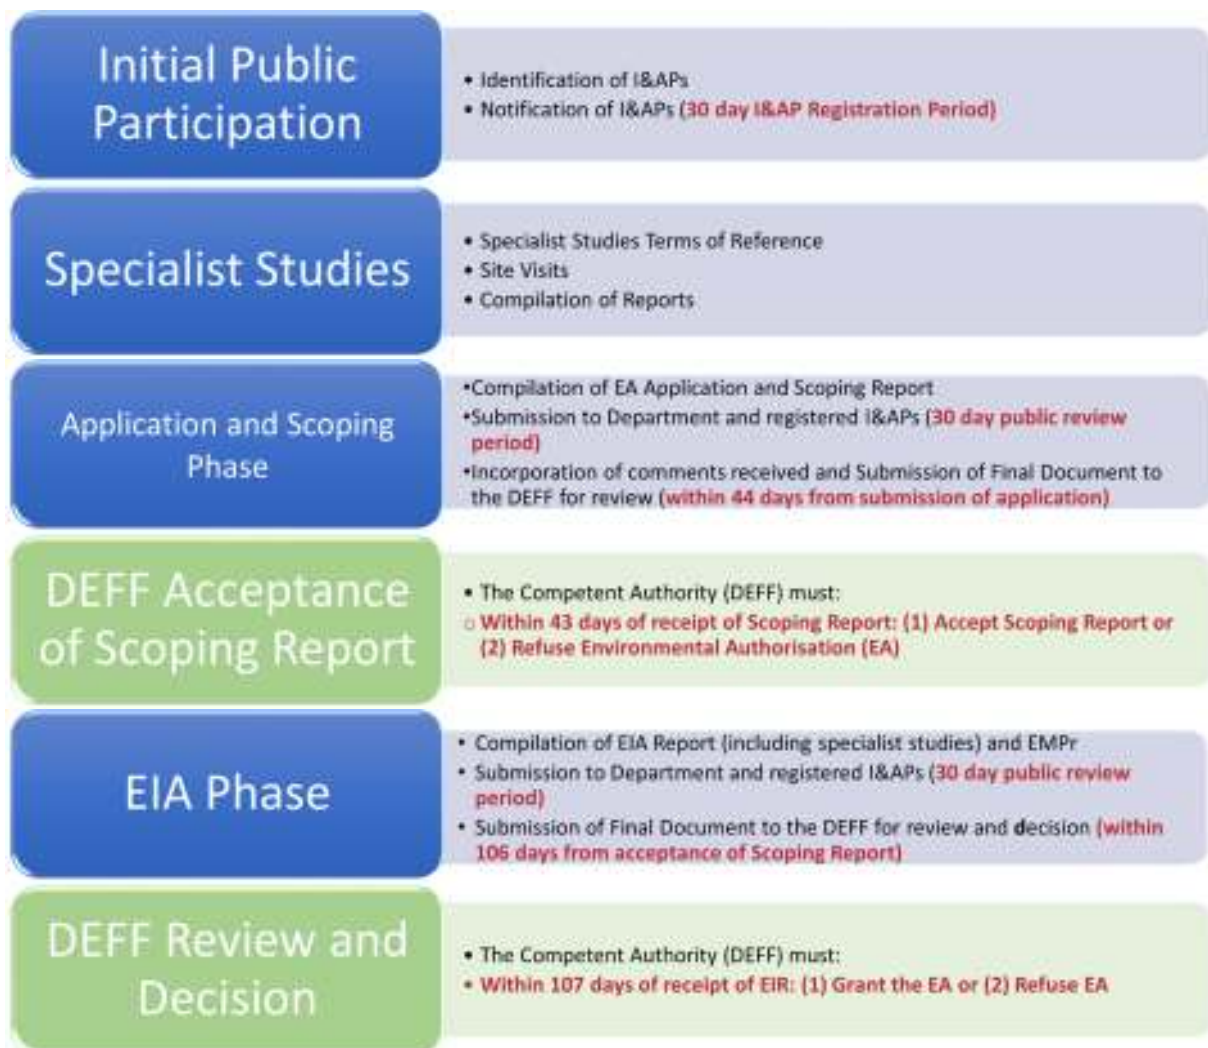 Initial Public
Participation
• Identification of I&APs
• Notification of I&APs (30 day I&AP Registration Period)
Specialist Studies
• Specialist Studies Terms of Reference
• Site Visits
• Compilation of Reports
Application and Scoping
Phase
•Compilation of EA Application and Scoping Report
•Submission to Department and registered I&APs (30 day public review
period)
•Incorporation of comments received and Submission of Final Document to
the DEFF for review (within 44 days from submission of application)
DEFF Acceptance
of Scoping Report
• The Competent Authority (DEFF) must:
○ Within 43 days of receipt of Scoping Report: (1) Accept Scoping Report or
(2) Refuse Environmental Authorisation (EA)
EIA Phase
• Compilation of EIA Report (including specialist studies) and EMPr
• Submission to Department and registered I&APs (30 day public review
period)
• Submission of Final Document to the DEFF for review and decision (within
106 days from acceptance of Scoping Report)
DEFF Review and
Decision
• The Competent Authority (DEFF) must:
• Within 107 days of receipt of EIR: (1) Grant the EA or (2) Refuse EA